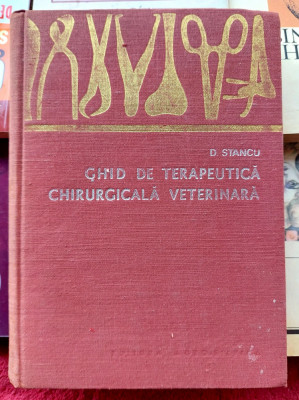 D. STANCU
GHID DE TERAPEUTICĂ
CHIRURGICALĂ VETERINARĂ